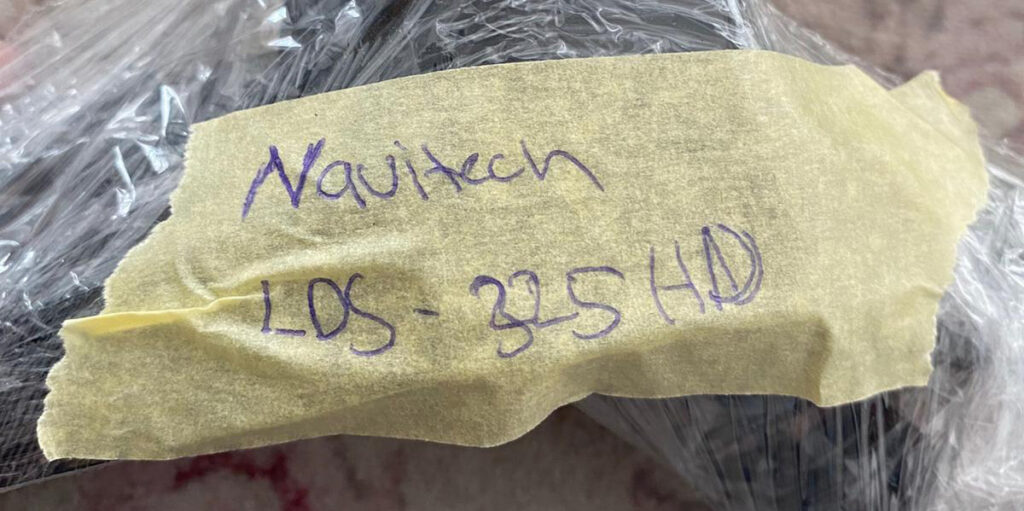 Navitech
LDS - 325 HD